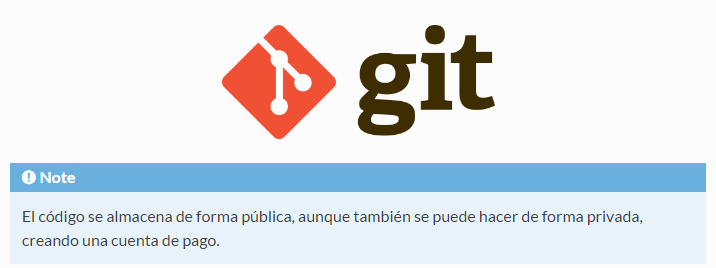 git
Note
El código se almacena de forma pública, aunque también se puede hacer de forma privada,
creando una cuenta de pago.